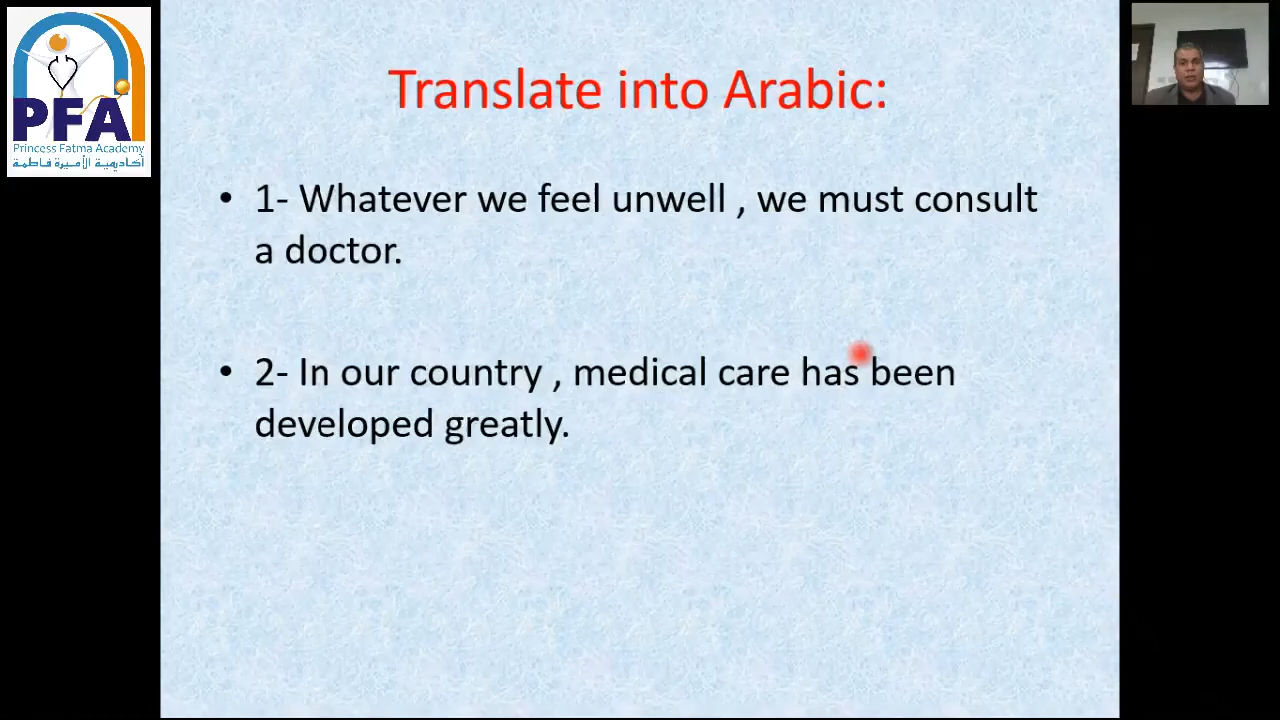 PFA
Princess Fatma Academy
أكاديمية الأميرة فاطمة
Translate into Arabic:
• 1- Whatever we feel unwell , we must consult
a doctor.
• 2- In our country , medical care has been
developed greatly.